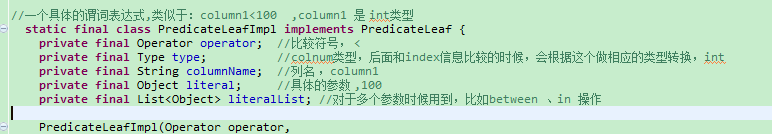 //一个具体的谓词表达式,类似于: column1<100  ,column1 是 int类型
static final class PredicateLeafImpl implements PredicateLeaf {
private final Operator operator;  //比较符号, <
private final Type type;          //colnum类型,后面和index信息比较的时候,会根据这个做相应的类型转换, int
private final String columnName;  //列名 , column1
private final Object literal;     //具体的参数 ,100
private final List<Object> literalList; //对于多个参数时候用到,比如between 、in 操作
PredicateLeafImpl(Operator operator,